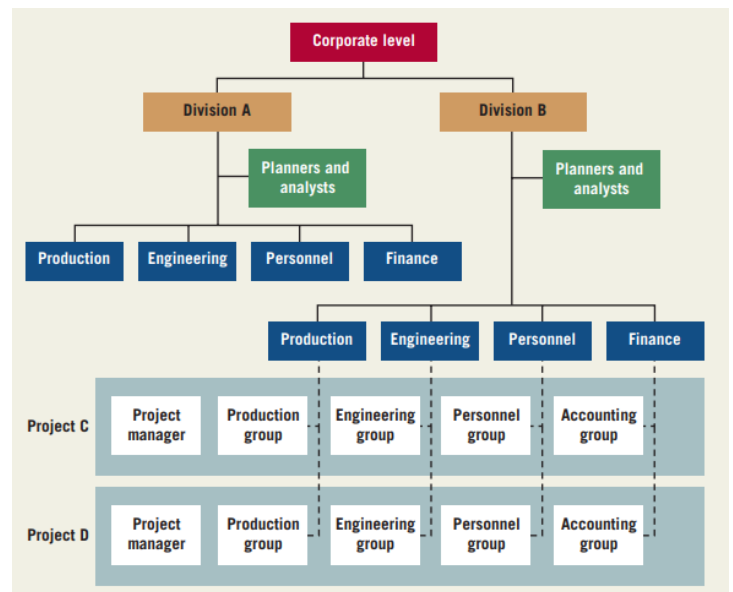 Corporate level
Division A
Division B
Planners and
analysts
Planners and
analysts
Production
Engineering
Personnel
Finance
Production
Engineering
Personnel
Finance
Project C
Project
manager
Production
group
Engineering
group
Personnel
group
Accounting
group
Project D
Project
manager
Production
group
Engineering
group
Personnel
group
Accounting
group